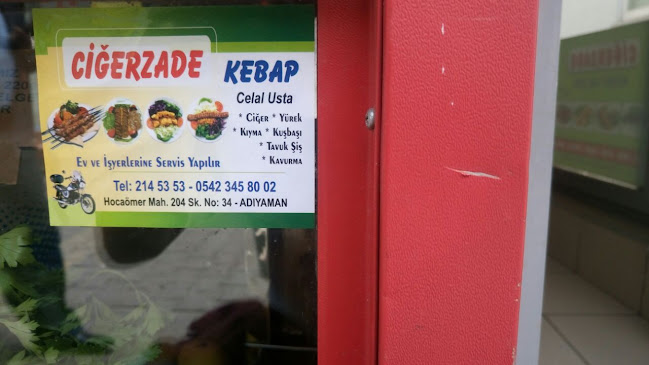 CİĞERZADE
KEBAP
Celal Usta
* Ciğer * Yürek
* Kıyma * Kuşbaşı
* Tavuk Şiş
* Kavurma
Ev ve İşyerlerine Servis Yapılır
Tel: 214 53 53 - 0542 345 80 02
Hocaömer Mah. 204 Sk. No: 34 - ADIYAMAN